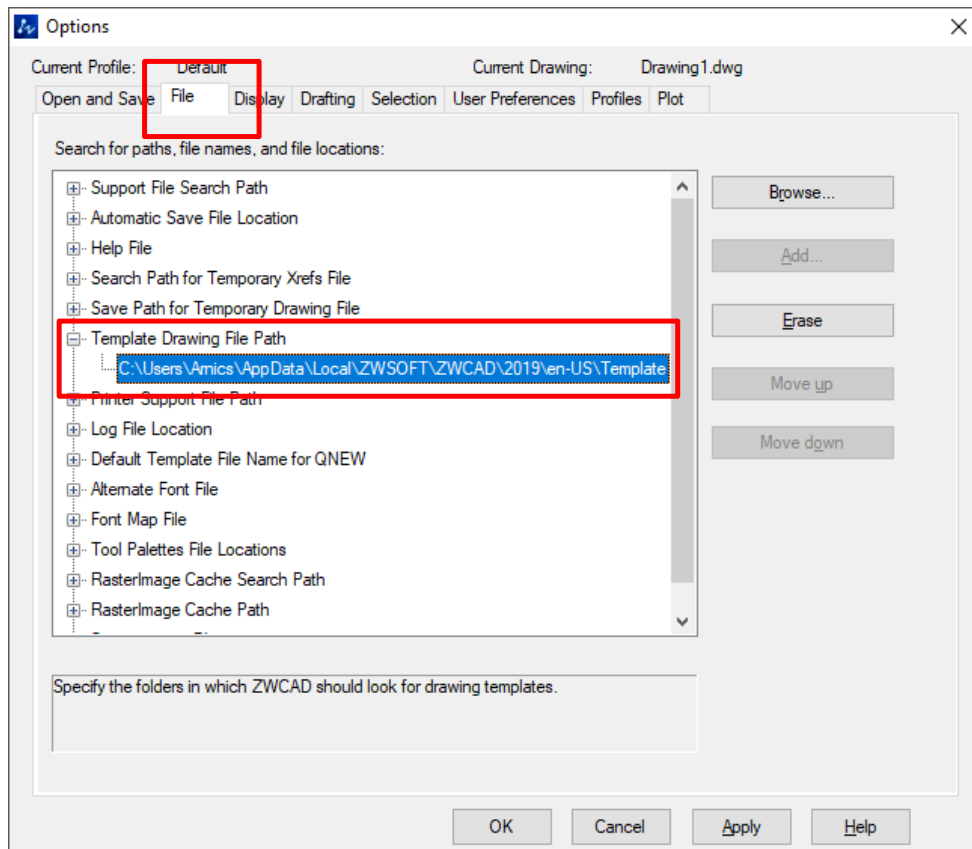 Options
Current Profile: Default Current Drawing: Drawing1.dwg
Open and Save File Display Drafting Selection User Preferences Profiles Plot
Search for paths, file names, and file locations:
Support File Search Path
Automatic Save File Location
Help File
Search Path for Temporary Xrefs File
Save Path for Temporary Drawing File
Template Drawing File Path
C:\Users\Amics\AppData\Local\ZWSOFT\ZWCAD\2019\en-US\Template
Printer Support File Path
Log File Location
Default Template File Name for QNEW
Alternate Font File
Font Map File
Tool Palettes File Locations
RasterImage Cache Search Path
RasterImage Cache Path
Browse...
Add...
Erase
Move up
Move down
Specify the folders in which ZWCAD should look for drawing templates.
OK Cancel Apply Help